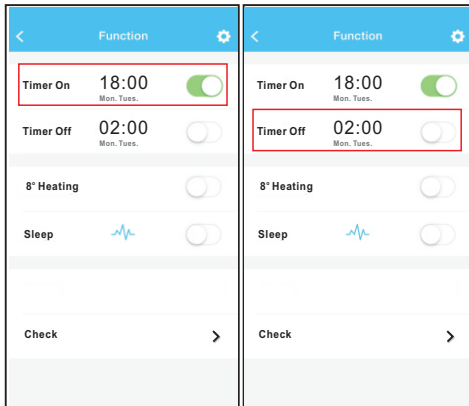 Function
Timer On 18:00
Mon. Tues.
Timer Off 02:00
Mon. Tues.
8° Heating
Sleep
Check
Function
Timer On 18:00
Mon. Tues.
Timer Off 02:00
Mon. Tues.
8° Heating
Sleep
Check